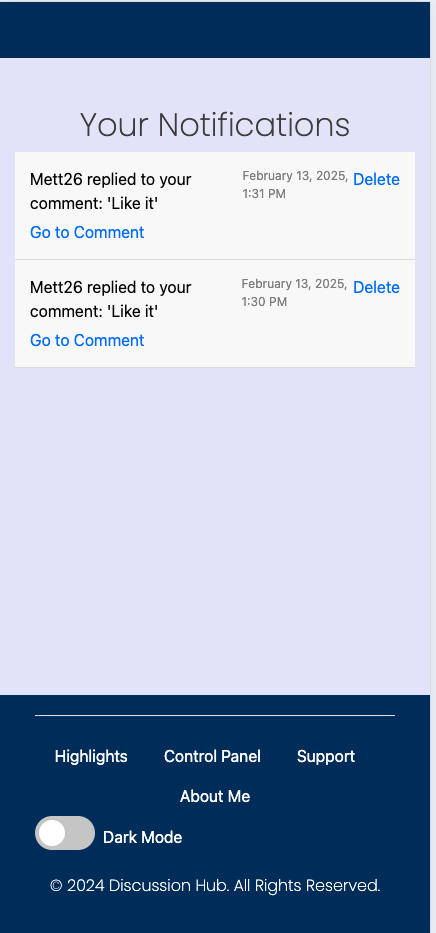 Your Notifications
Mett26 replied to your
comment: 'Like it'
February 13, 2025,
1:31 PM
Delete
Go to Comment
Mett26 replied to your
comment: 'Like it'
February 13, 2025,
1:30 PM
Delete
Go to Comment
Highlights Control Panel Support
About Me
Dark Mode
© 2024 Discussion Hub. All Rights Reserved.